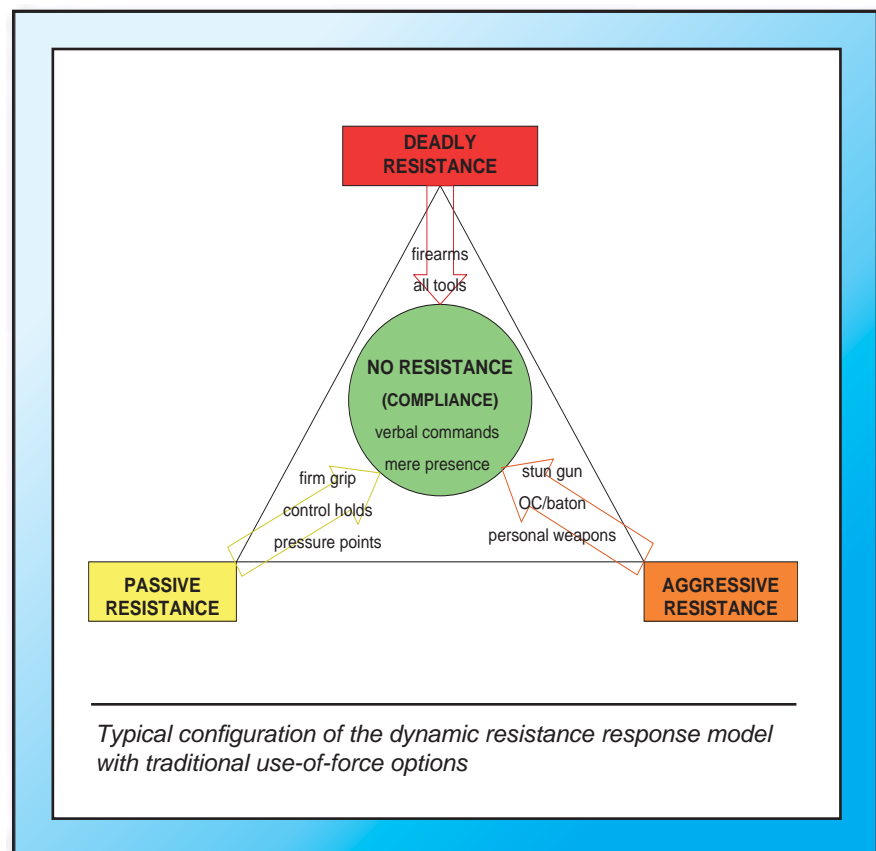 DEADLY
RESISTANCE
firearms
all tools
NO RESISTANCE
(COMPLIANCE)
verbal commands
mere presence
firm grip
control holds
pressure points
stun gun
OC/baton
personal weapons
PASSIVE
RESISTANCE
AGGRESSIVE
RESISTANCE
Typical configuration of the dynamic resistance response model
with traditional use-of-force options